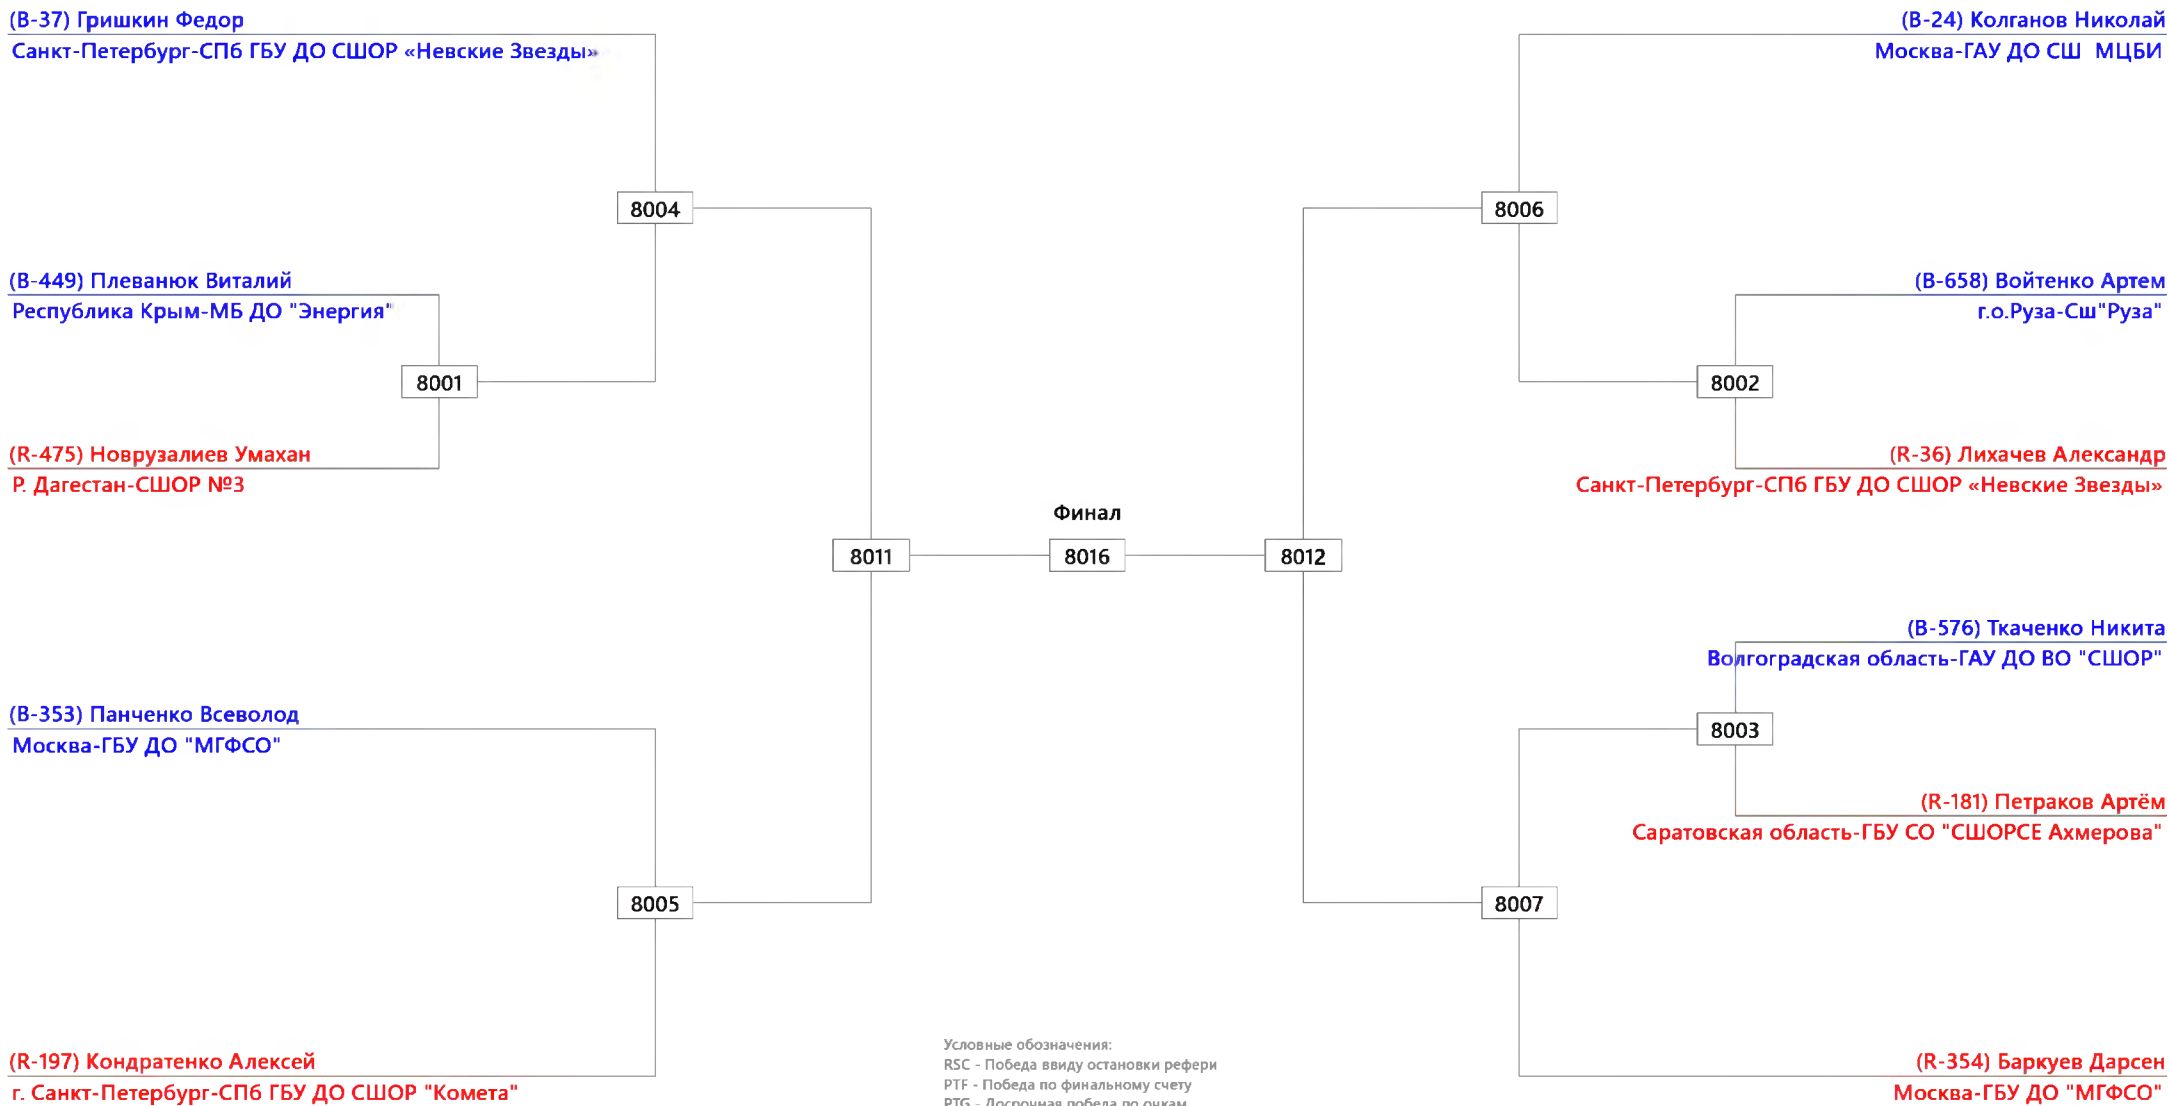 (B-37) Гришкин Федор
Санкт-Петербург-СПб ГБУ ДО СШОР «Невские Звезды»
(B-24) Колганов Николай
Москва-ГАУ ДО СШ МЦБИ
8004
8006
(B-449) Плеванюк Виталий
Республика Крым-МБ ДО "Энергия"
(B-658) Войтенко Артем
г.о.Руза-Сш"Руза"
8001
8002
(R-475) Новрузалиев Умахан
Р. Дагестан-СШОР №3
(R-36) Лихачев Александр
Санкт-Петербург-СПб ГБУ ДО СШОР «Невские Звезды»
Финал
8011
8016
8012
(B-576) Ткаченко Никита
Волгоградская область-ГАУ ДО ВО "СШОР"
(B-353) Панченко Всеволод
Москва-ГБУ ДО "МГФСО"
8003
(R-181) Петраков Артём
Саратовская область-ГБУ СО "СШОРСЕ Ахмерова"
8005
8007
(R-197) Кондратенко Алексей
г. Санкт-Петербург-СПб ГБУ ДО СШОР "Комета"
(R-354) Баркуев Дарсен
Москва-ГБУ ДО "МГФСО"
Условные обозначения:
RSC - Победа ввиду остановки рефери
PTF - Победа по финальному счету
PTG - Досрочная победа по очкам